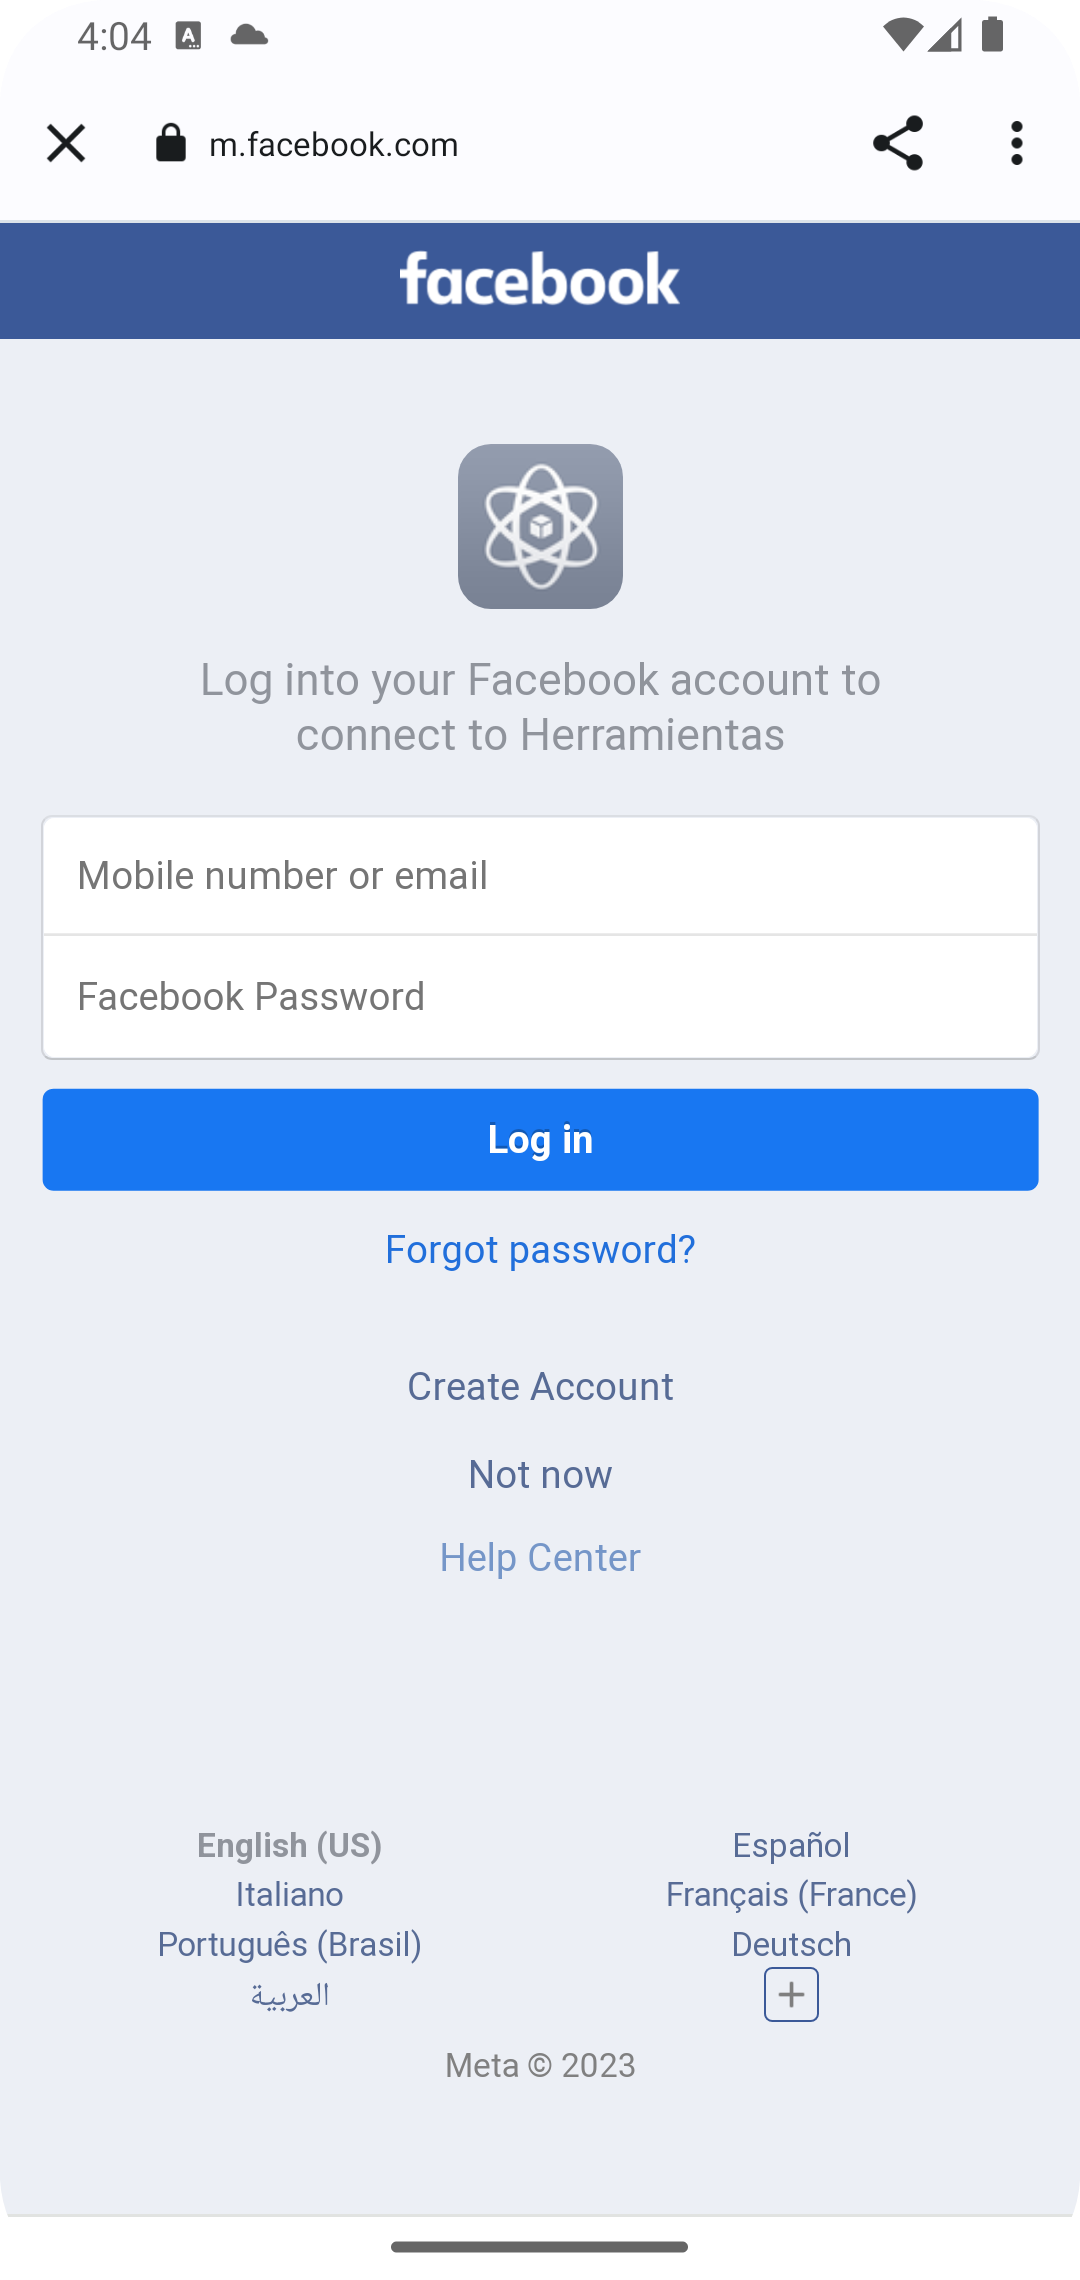 4:04
m.facebook.com
facebook
Log into your Facebook account to
connect to Herramientas
Mobile number or email
Facebook Password
Log in
Forgot password?
Create Account
Not now
Help Center
English (US)
Español
Italiano
Français (France)
Português (Brasil)
Deutsch
العربية
Meta © 2023